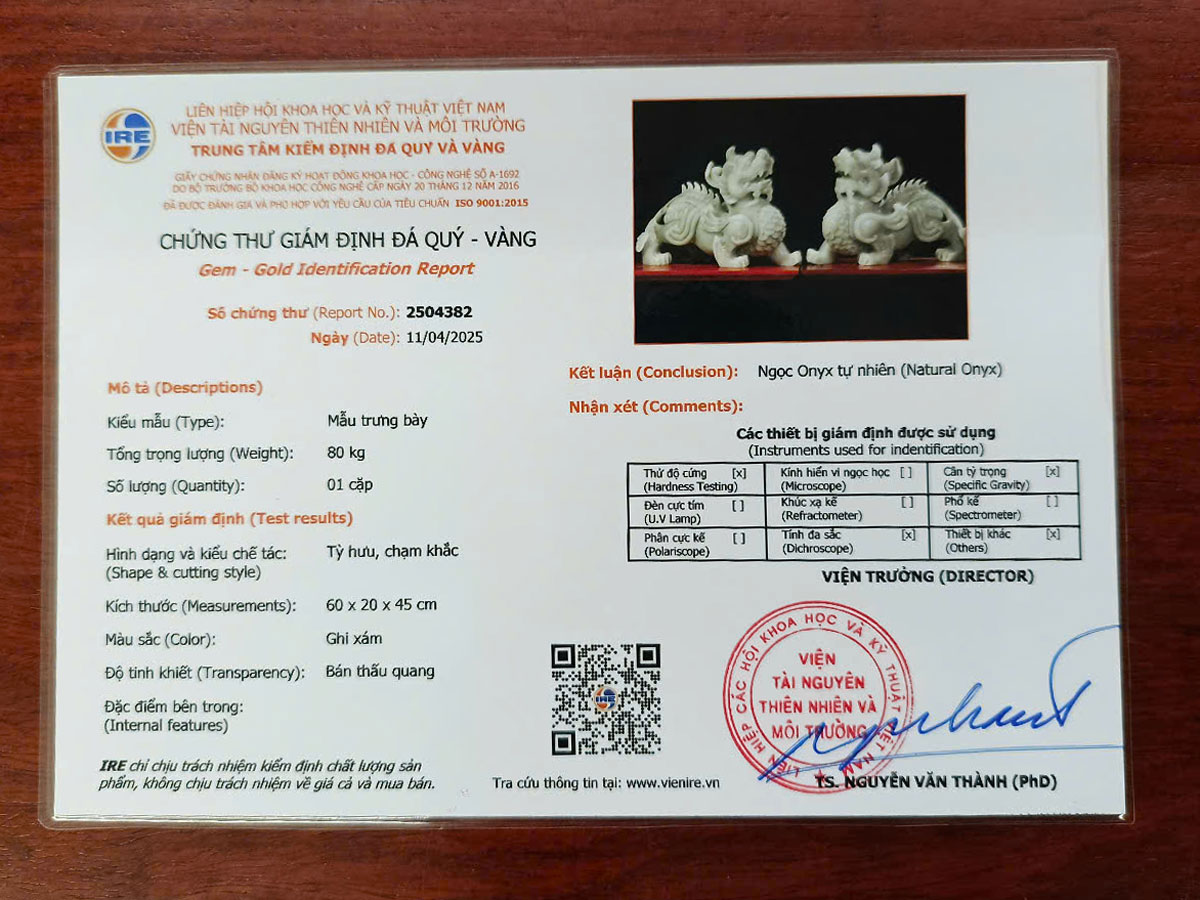 IRE
LIÊN HIỆP HỘI KHOA HỌC VÀ KỸ THUẬT VIỆT NAM
VIỆN TÀI NGUYÊN THIÊN NHIÊN VÀ MÔI TRƯỜNG
TRUNG TÂM KIỂM ĐỊNH ĐÁ QUÝ VÀ VÀNG
GIẤY CHỨNG NHẬN ĐĂNG KÝ HOẠT ĐỘNG KHOA HỌC - CÔNG NGHỆ SỐ A-1692
DO BỘ TRƯỞNG BỘ KHOA HỌC CÔNG NGHỆ CẤP NGÀY 20 THÁNG 12 NĂM 2016
ĐÃ ĐƯỢC ĐÁNH GIÁ VÀ PHÙ HỢP VỚI YÊU CẦU CỦA TIÊU CHUẨN ISO 9001:2015
CHỨNG THƯ GIÁM ĐỊNH ĐÁ QUÝ - VÀNG
Gem - Gold Identification Report
Số chứng thư (Report No.): 2504382
Ngày (Date): 11/04/2025
Mô tả (Descriptions)
Kiểu mẫu (Type): Mẫu trưng bày
Tổng trọng lượng (Weight): 80 kg
Số lượng (Quantity): 01 cặp
Kết quả giám định (Test results)
Hình dạng và kiểu chế tác: Tỳ hưu, chạm khắc
(Shape & cutting style)
Kích thước (Measurements): 60 x 20 x 45 cm
Màu sắc (Color): Ghi xám
Độ tinh khiết (Transparency): Bán thấu quang
Đặc điểm bên trong:
(Internal features)
IRE chỉ chịu trách nhiệm kiểm định chất lượng sản
phẩm, không chịu trách nhiệm về giá cả và mua bán.
Kết luận (Conclusion): Ngọc Onyx tự nhiên (Natural Onyx)
Nhận xét (Comments):
Các thiết bị giám định được sử dụng
(Instruments used for indentification)
Thử độ cứng [x] Kính hiển vi ngọc học [ ] Cân tỷ trọng [x]
(Hardness Testing) (Microscope) (Specific Gravity)
Đèn cực tím [ ] Khúc xạ kế [ ] Phổ kế [ ]
(U.V Lamp) (Refractometer) (Spectrometer)
Phân cực kế [ ] Tính đa sắc [x] Thiết bị khác [x]
(Polariscope) (Dichroscope) (Others)
VIỆN TRƯỞNG (DIRECTOR)
LIÊN HIỆP CÁC HỘI KHOA HỌC VÀ KỸ THUẬT VIỆT NAM
VIỆN
TÀI NGUYÊN
THIÊN NHIÊN VÀ
MÔI TRƯỜNG
IRE
Tra cứu thông tin tại: www.vienire.vn
TS. NGUYỄN VĂN THÀNH (PhD)